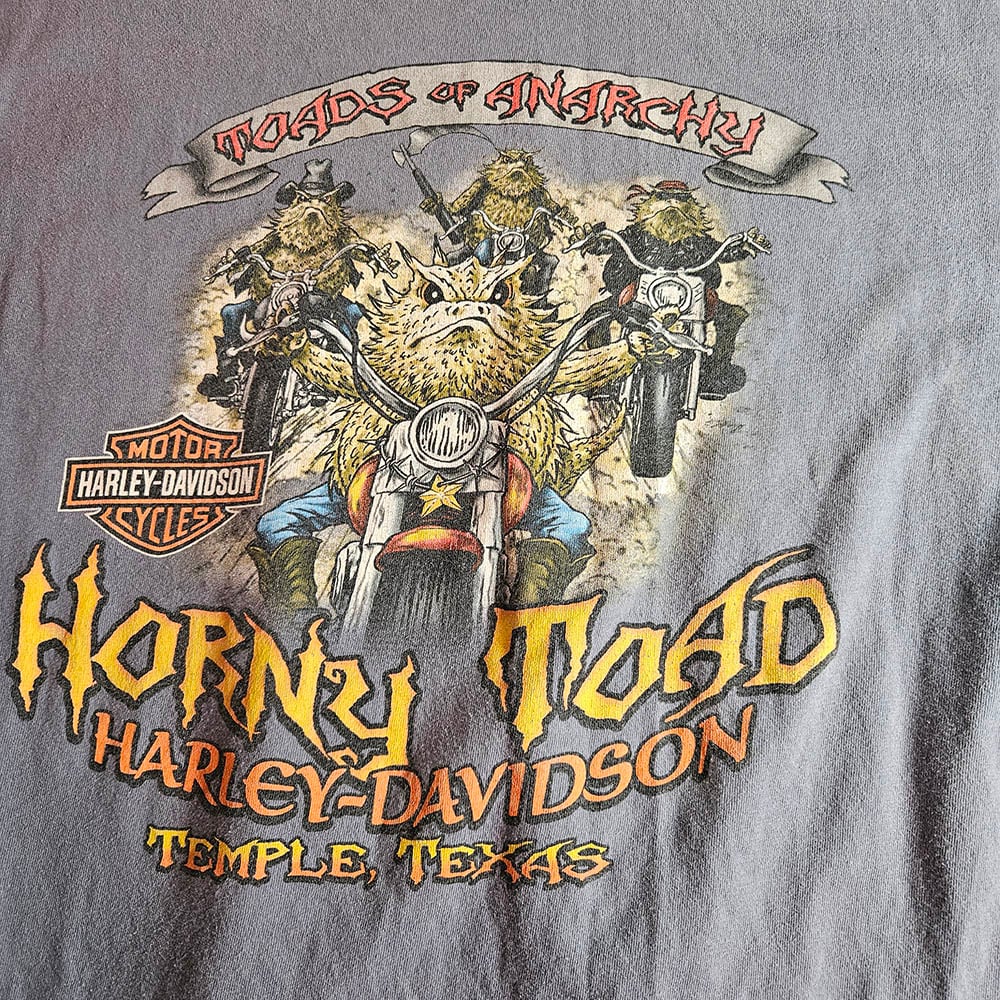 TOADS OF ANARCHY
MOTOR
HARLEY-DAVIDSON
CYCLES
HORNY TOAD
HARLEY-DAVIDSON
TEMPLE, TEXAS